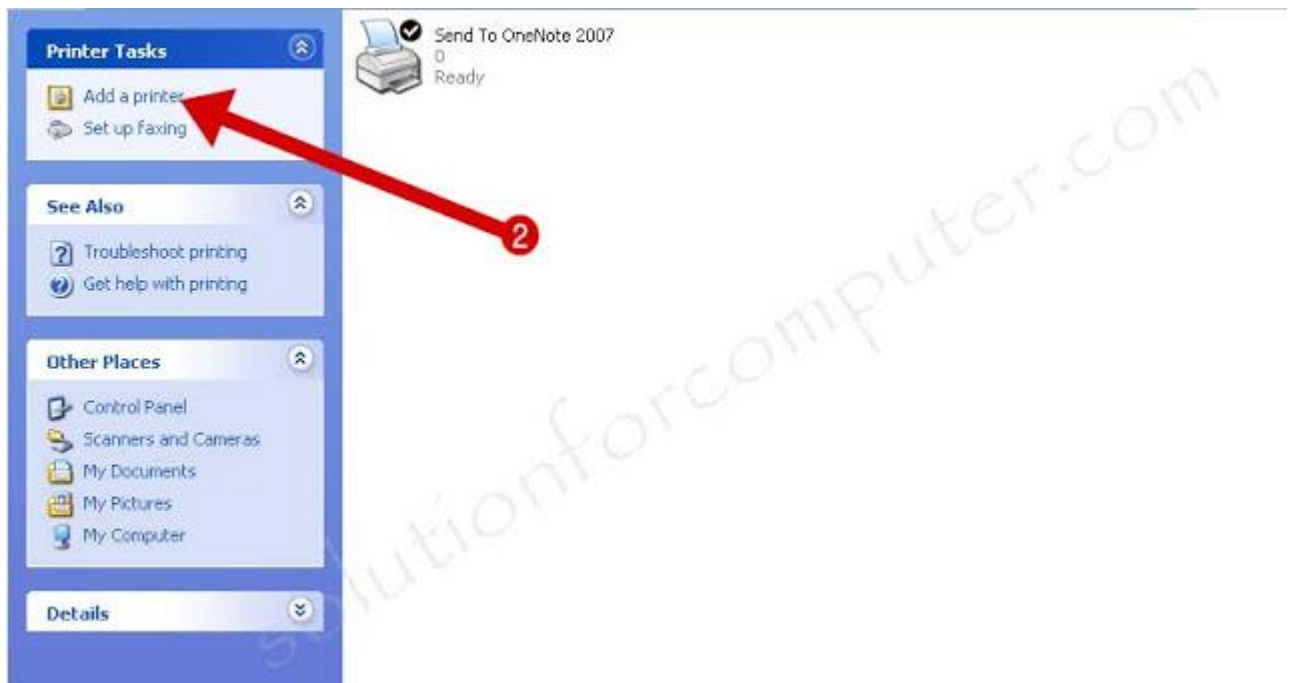 Printer Tasks
Add a printer
Set up faxing
See Also
Troubleshoot printing
Get help with printing
Other Places
Control Panel
Scanners and Cameras
My Documents
My Pictures
My Computer
Details
Send To OneNote 2007
0
Ready
2
solutionforcomputer.com